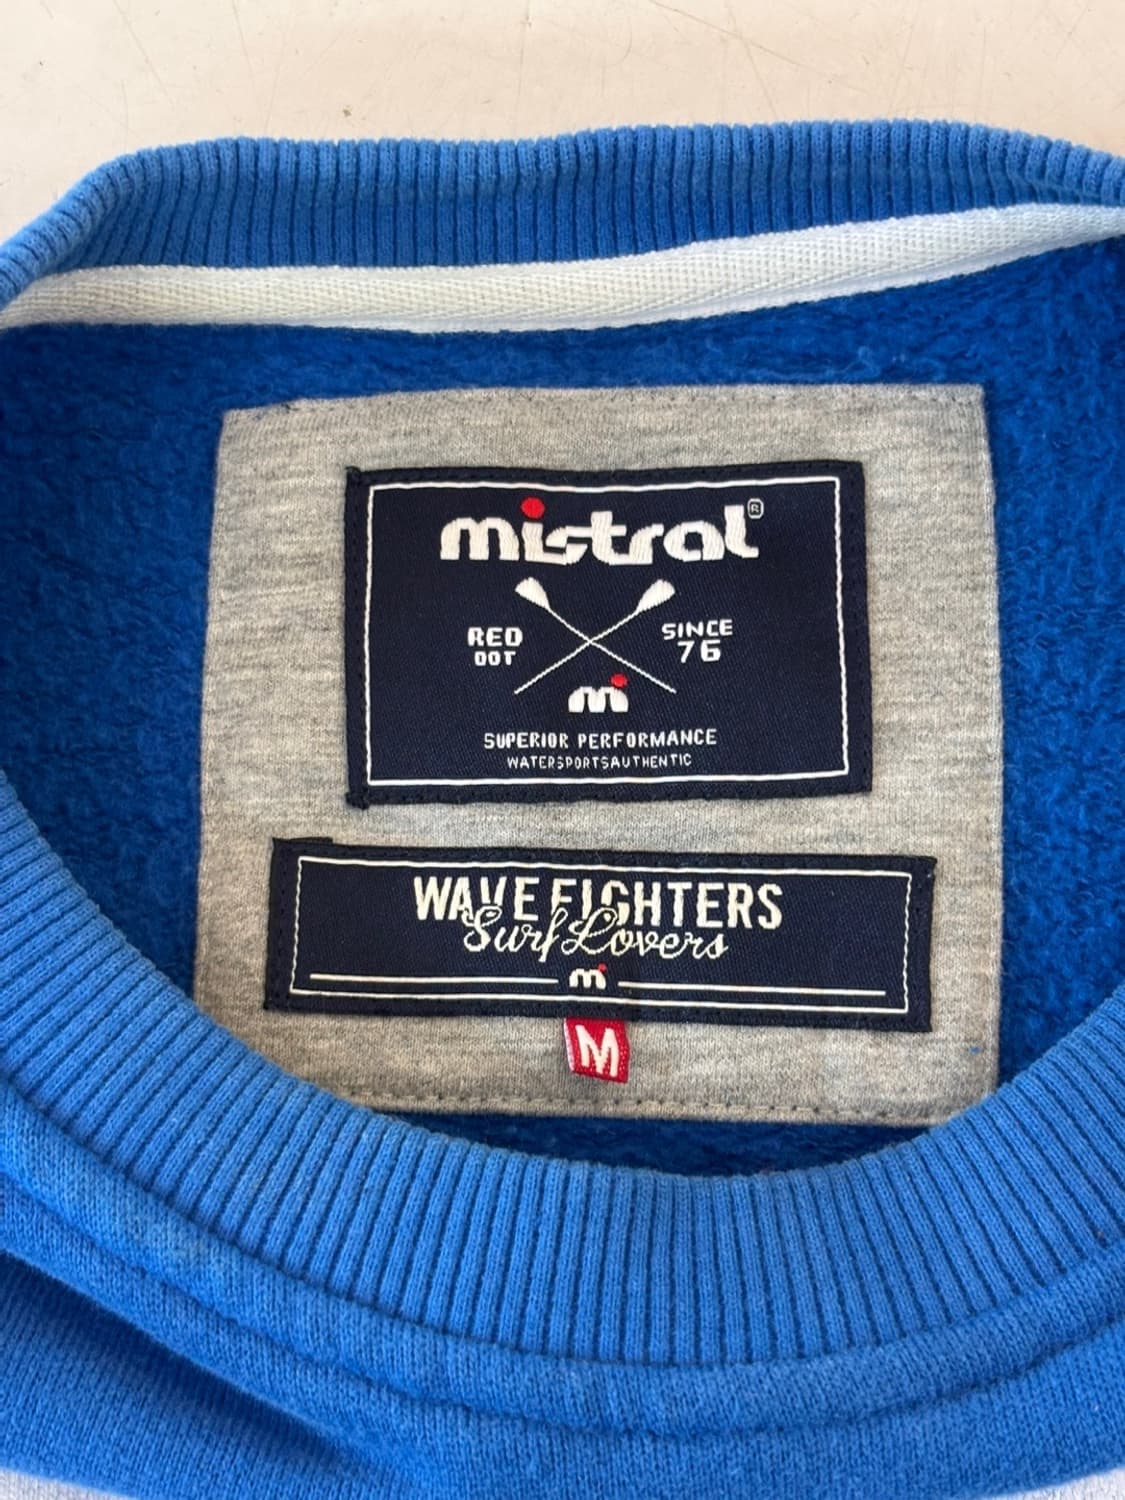 mistral®
RED DOT
SINCE 76
m
SUPERIOR PERFORMANCE
WATERSPORTSAUTHENTIC
WAVE FIGHTERS
Surf Lovers
m
M